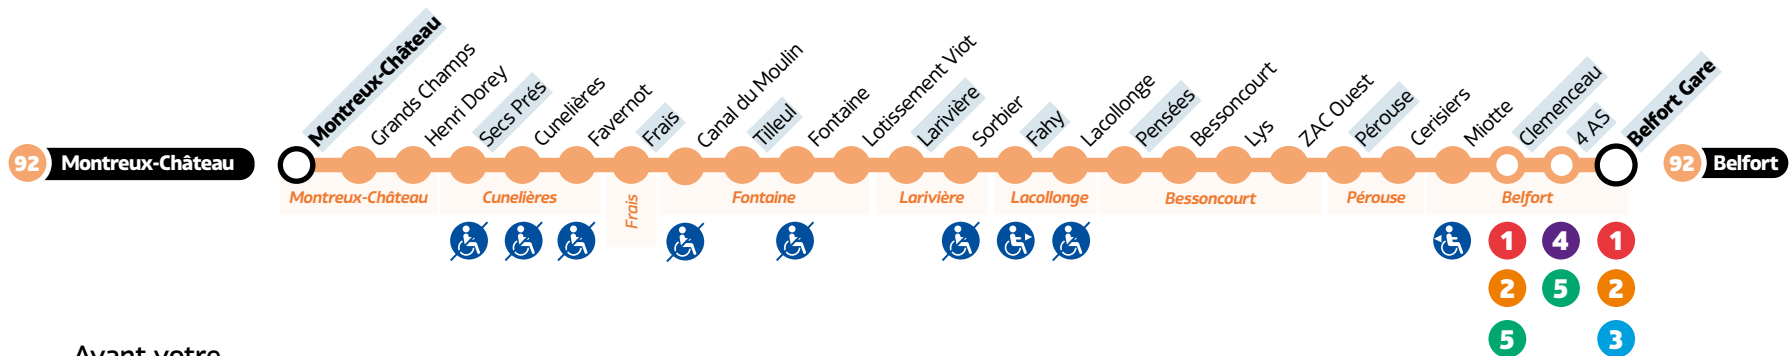 92 Montreux-Château
Montreux-Château
Grands Champs
Henri Dorey
Secs Prés
Cunelières
Favernot
Frais
Canal du Moulin
Tilleul
Fontaine
Lotissement Viot
Larivière
Sorbier
Fahy
Lacollonge
Pensées
Bessoncourt
Lys
ZAC Ouest
Pérouse
Cerisiers
Miotte
Clemenceau
4 AS
Belfort Gare
92 Belfort
Montreux-Château
Cunelières
Frais
Fontaine
Larivière
Lacollonge
Bessoncourt
Pérouse
Belfort
1 4 1
2 5 2
5 3
Avant votre